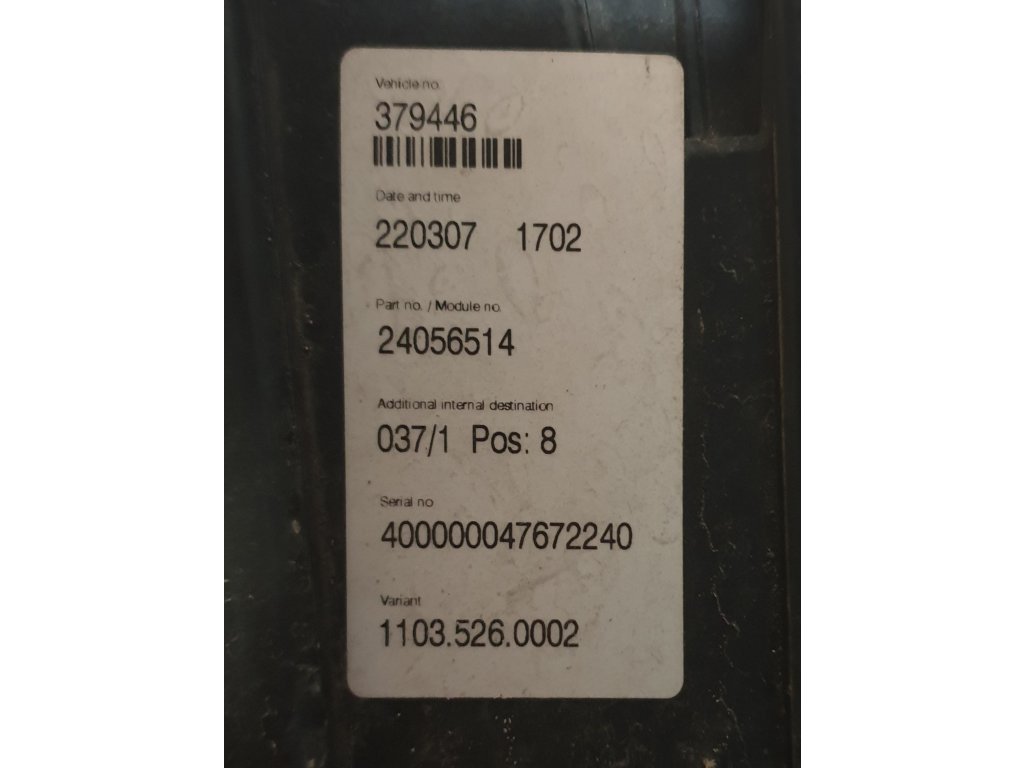 Vehicle no.
379446
Date and time
220307 1702
Part no. / Module no.
24056514
Additional internal destination
037/1 Pos: 8
Serial no
400000047672240
Variant
1103.526.0002